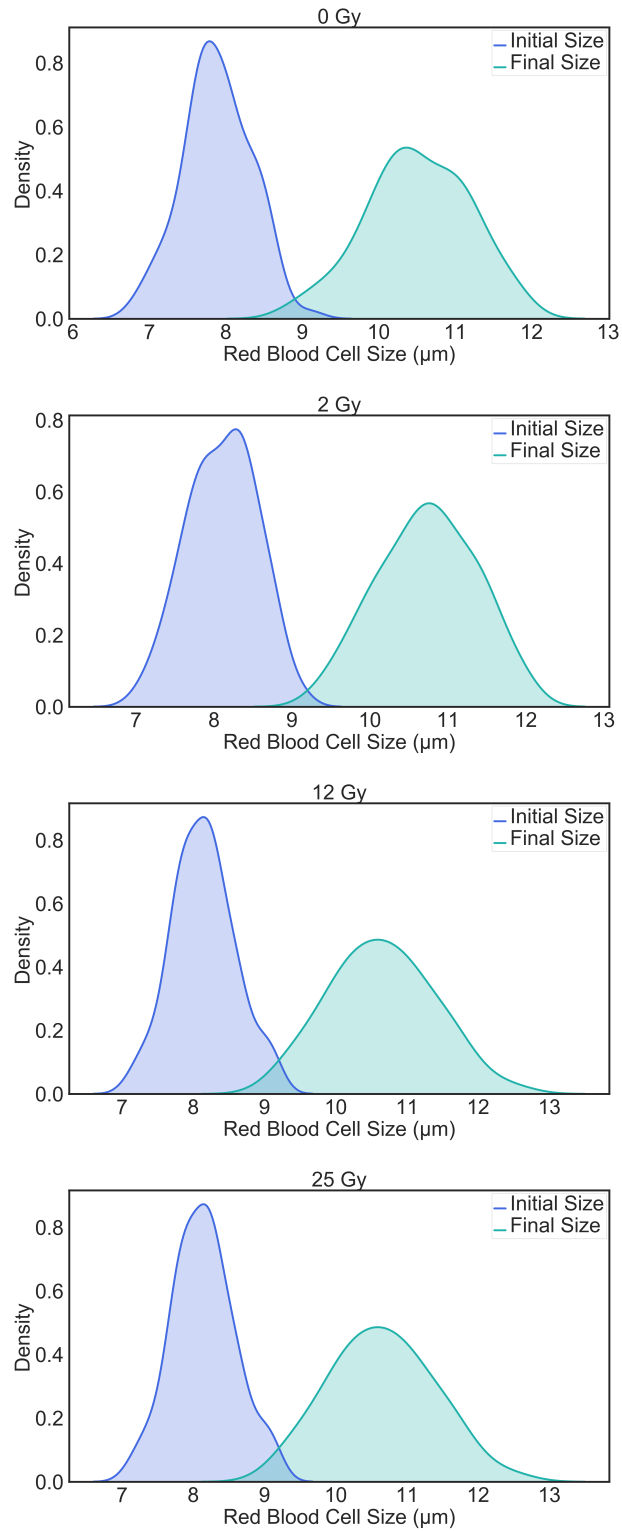 0 Gy
Initial Size
Final Size
Density
0.8
0.6
0.4
0.2
0.0
6 7 8 9 10 11 12 13
Red Blood Cell Size (μm)
2 Gy
Initial Size
Final Size
Density
0.8
0.6
0.4
0.2
0.0
7 8 9 10 11 12 13
Red Blood Cell Size (μm)
12 Gy
Initial Size
Final Size
Density
0.8
0.6
0.4
0.2
0.0
7 8 9 10 11 12 13
Red Blood Cell Size (μm)
25 Gy
Initial Size
Final Size
Density
0.8
0.6
0.4
0.2
0.0
7 8 9 10 11 12 13
Red Blood Cell Size (μm)